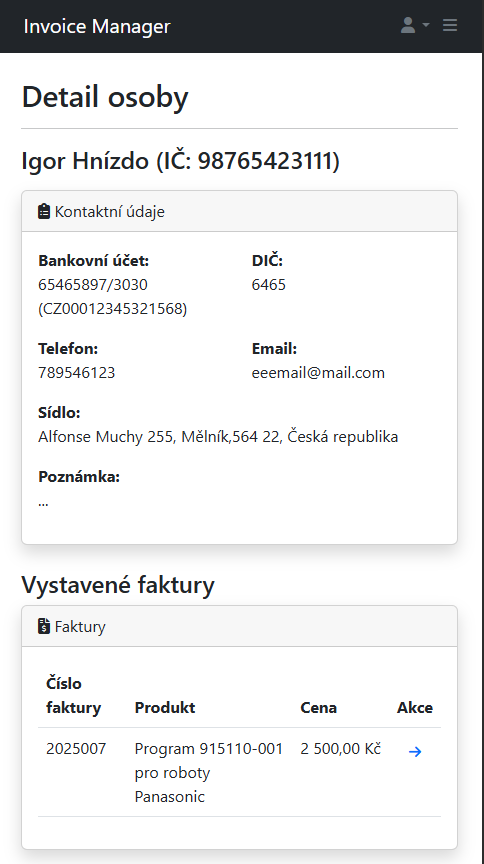 Invoice Manager
Detail osoby
Igor Hnízdo (IČ: 98765423111)
Kontaktní údaje
Bankovní účet:
65465897/3030
(CZ00012345321568)
DIČ:
6465
Telefon:
789546123
Email:
eeemail@mail.com
Sídlo:
Alfonse Muchy 255, Mělník,564 22, Česká republika
Poznámka:
...
Vystavené faktury
Faktury
Číslo faktury Produkt Cena Akce
2025007 Program 915110-001 2 500,00 Kč
pro roboty
Panasonic